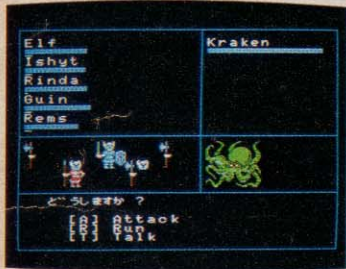 Elf
Ishyt
Rinda
Guin
Rems
Kraken
どうしますか ?
[A] Attack
[R] Run
[T] Talk